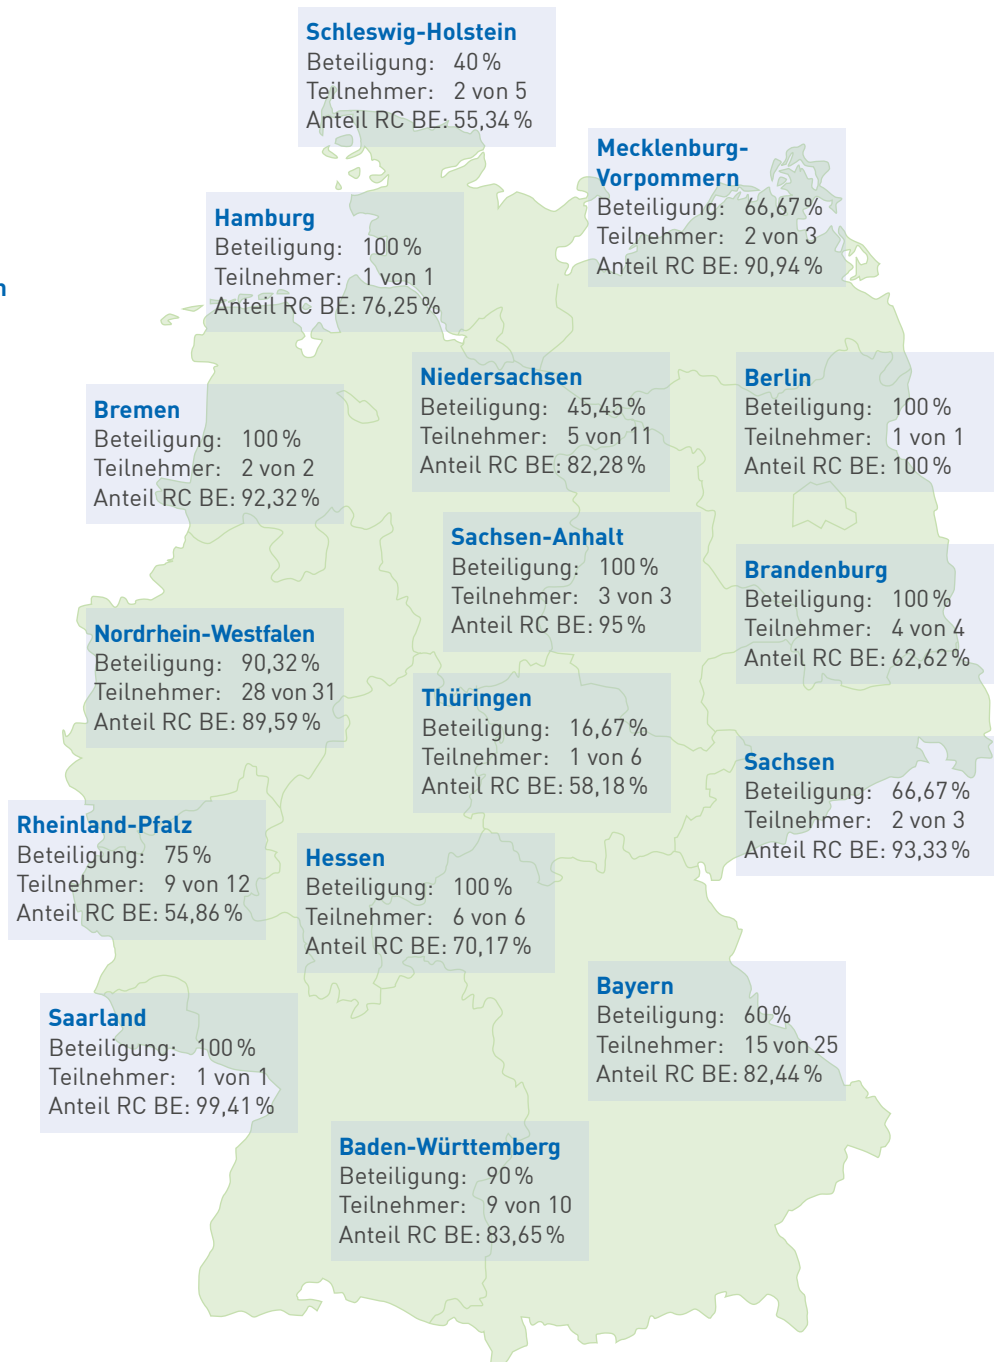 Schleswig-Holstein
Beteiligung: 40 %
Teilnehmer: 2 von 5
Anteil RC BE: 55,34 %
Mecklenburg-
Vorpommern
Beteiligung: 66,67 %
Teilnehmer: 2 von 3
Anteil RC BE: 90,94 %
Hamburg
Beteiligung: 100 %
Teilnehmer: 1 von 1
Anteil RC BE: 76,25 %
Niedersachsen
Beteiligung: 45,45 %
Teilnehmer: 5 von 11
Anteil RC BE: 82,28 %
Berlin
Beteiligung: 100 %
Teilnehmer: 1 von 1
Anteil RC BE: 100 %
Bremen
Beteiligung: 100 %
Teilnehmer: 2 von 2
Anteil RC BE: 92,32 %
Sachsen-Anhalt
Beteiligung: 100 %
Teilnehmer: 3 von 3
Anteil RC BE: 95 %
Brandenburg
Beteiligung: 100 %
Teilnehmer: 4 von 4
Anteil RC BE: 62,62 %
Nordrhein-Westfalen
Beteiligung: 90,32 %
Teilnehmer: 28 von 31
Anteil RC BE: 89,59 %
Thüringen
Beteiligung: 16,67 %
Teilnehmer: 1 von 6
Anteil RC BE: 58,18 %
Sachsen
Beteiligung: 66,67 %
Teilnehmer: 2 von 3
Anteil RC BE: 93,33 %
Rheinland-Pfalz
Beteiligung: 75 %
Teilnehmer: 9 von 12
Anteil RC BE: 54,86 %
Hessen
Beteiligung: 100 %
Teilnehmer: 6 von 6
Anteil RC BE: 70,17 %
Bayern
Beteiligung: 60 %
Teilnehmer: 15 von 25
Anteil RC BE: 82,44 %
Saarland
Beteiligung: 100 %
Teilnehmer: 1 von 1
Anteil RC BE: 99,41 %
Baden-Württemberg
Beteiligung: 90 %
Teilnehmer: 9 von 10
Anteil RC BE: 83,65 %